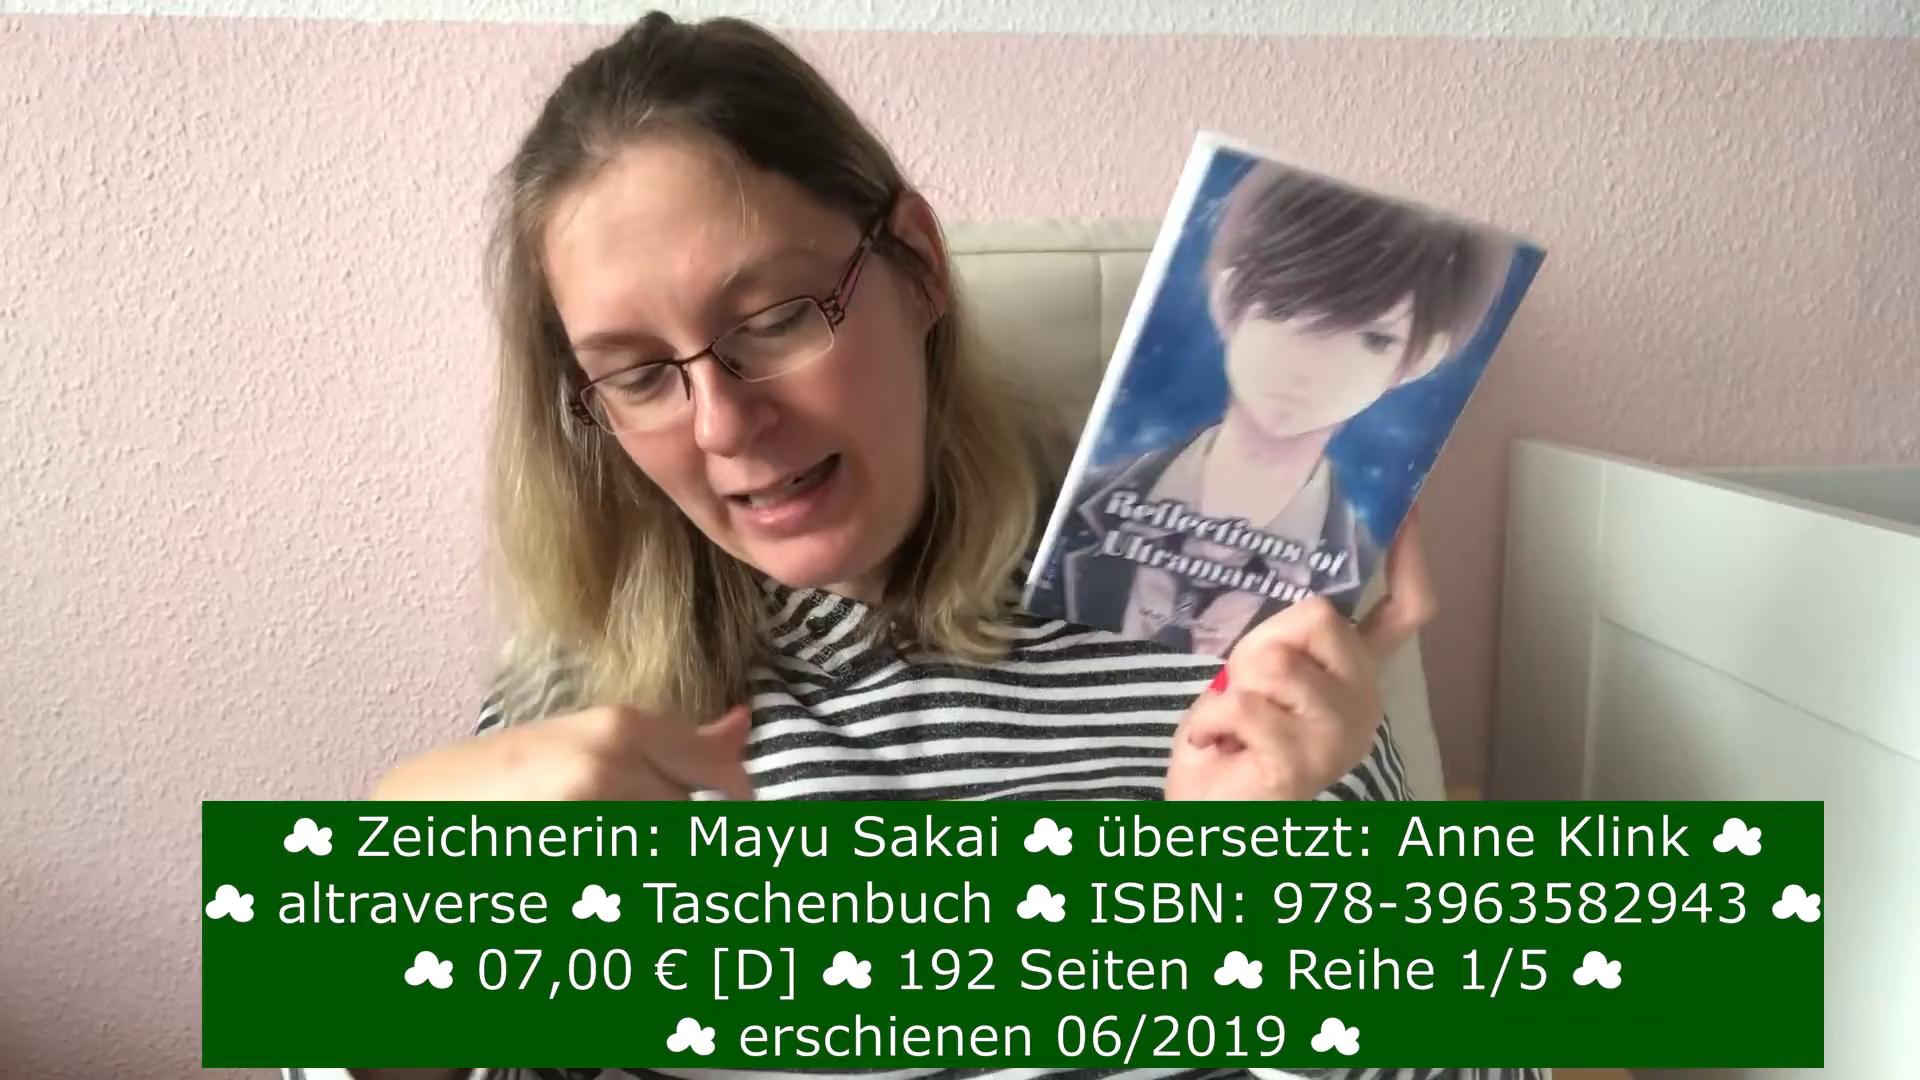 Reflections of
Ultramarine
Zeichnerin: Mayu Sakai übersetzt: Anne Klink
altraverse Taschenbuch ISBN: 978-3963582943
07,00 € [D] 192 Seiten Reihe 1/5
erschienen 06/2019